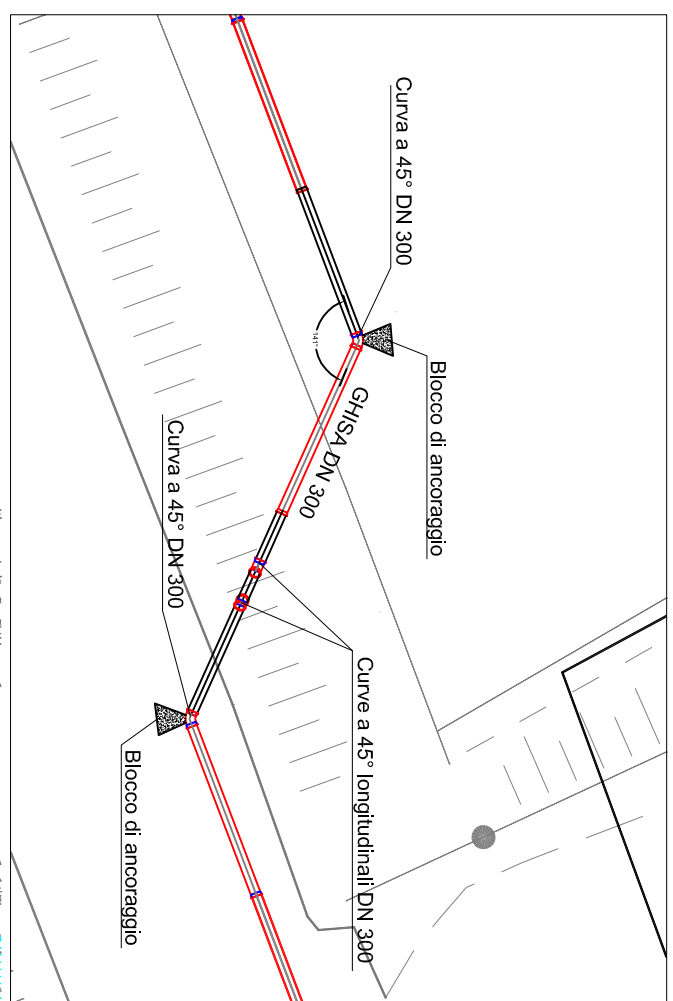 Curva a 45° DN 300
Blocco di ancoraggio
141°
GHISA DN 300
Curva a 45° DN 300
Curve a 45° longitudinali DN 300
Blocco di ancoraggio